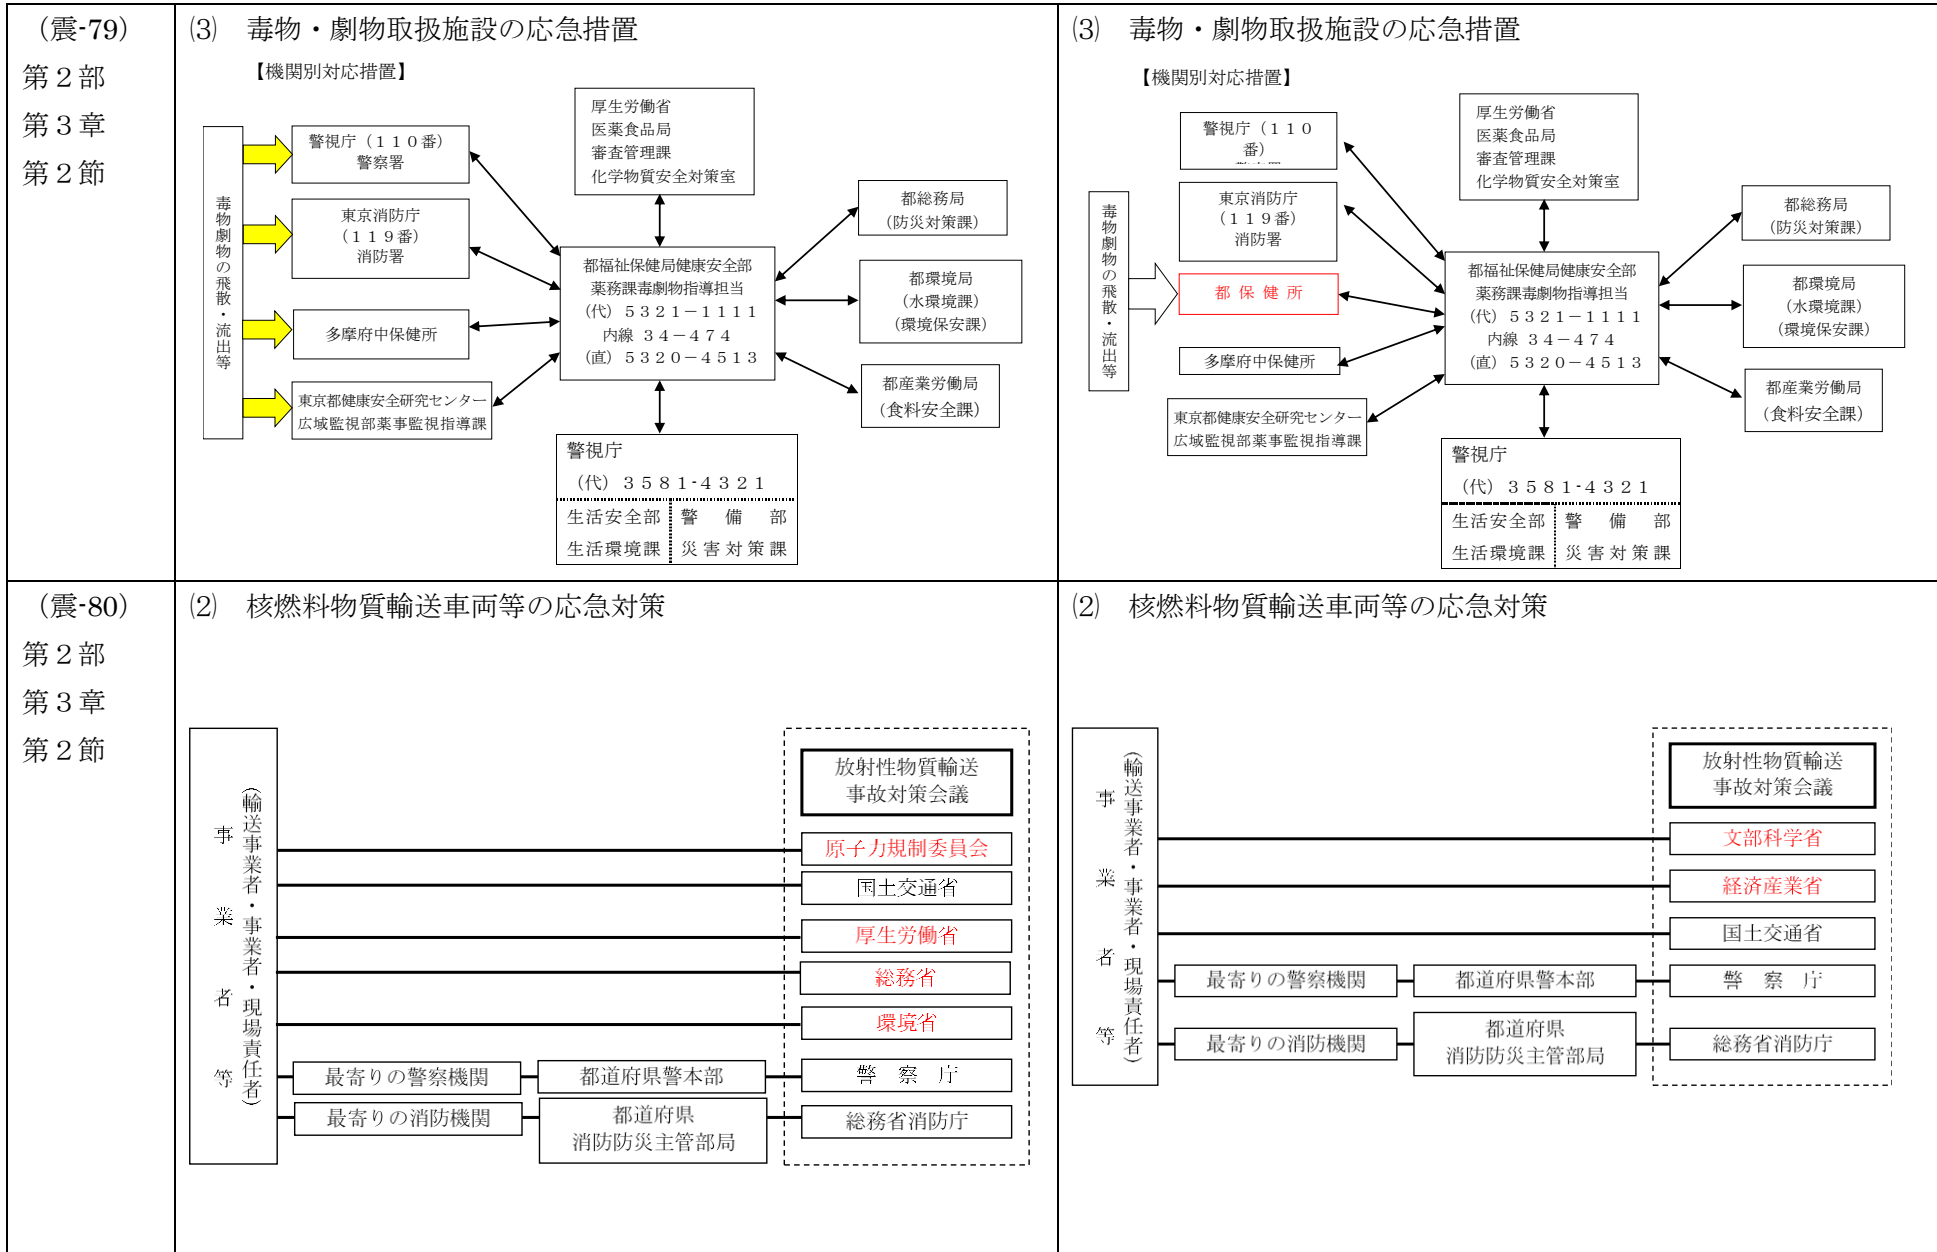 (震-79)
第２部
第３章
第２節
⑶　毒物・劇物取扱施設の応急措置
【機関別対応措置】
毒物劇物の飛散・流出等
警視庁（１１０番）
警察署
東京消防庁
（１１９番）
消防署
多摩府中保健所
東京都健康安全研究センター
広域監視部薬事監視指導課
厚生労働省
医薬食品局
審査管理課
化学物質安全対策室
都福祉保健局健康安全部
薬務課毒劇物指導担当
(代) ５３２１－１１１１
内線 ３４－４７４
(直) ５３２０－４５１３
都総務局
(防災対策課)
都環境局
(水環境課)
(環境保安課)
都産業労働局
（食料安全課）
警視庁
（代）３５８１-４３２１
生活安全部
生活環境課
警備部
災害対策課
⑶　毒物・劇物取扱施設の応急措置
【機関別対応措置】
毒物劇物の飛散・流出等
警視庁（１１０
番）
東京消防庁
（１１９番）
消防署
都保健所
多摩府中保健所
東京都健康安全研究センター
広域監視部薬事監視指導課
厚生労働省
医薬食品局
審査管理課
化学物質安全対策室
都福祉保健局健康安全部
薬務課毒劇物指導担当
(代) ５３２１－１１１１
内線 ３４－４７４
(直) ５３２０－４５１３
都総務局
(防災対策課)
都環境局
(水環境課)
(環境保安課)
都産業労働局
（食料安全課）
警視庁
（代）３５８１-４３２１
生活安全部
生活環境課
警備部
災害対策課
(震-80)
第２部
第３章
第２節
⑵　核燃料物質輸送車両等の応急対策
事業者等
(輸送事業者・事業者・現場責任者)
放射性物質輸送
事故対策会議
原子力規制委員会
国土交通省
厚生労働省
総務省
環境省
最寄りの警察機関
都道府県警本部
警察庁
最寄りの消防機関
都道府県
消防防災主管部局
総務省消防庁
⑵　核燃料物質輸送車両等の応急対策
事業者等
(輸送事業者・事業者・現場責任者)
放射性物質輸送
事故対策会議
文部科学省
経済産業省
国土交通省
最寄りの警察機関
都道府県警本部
警察庁
最寄りの消防機関
都道府県
消防防災主管部局
総務省消防庁